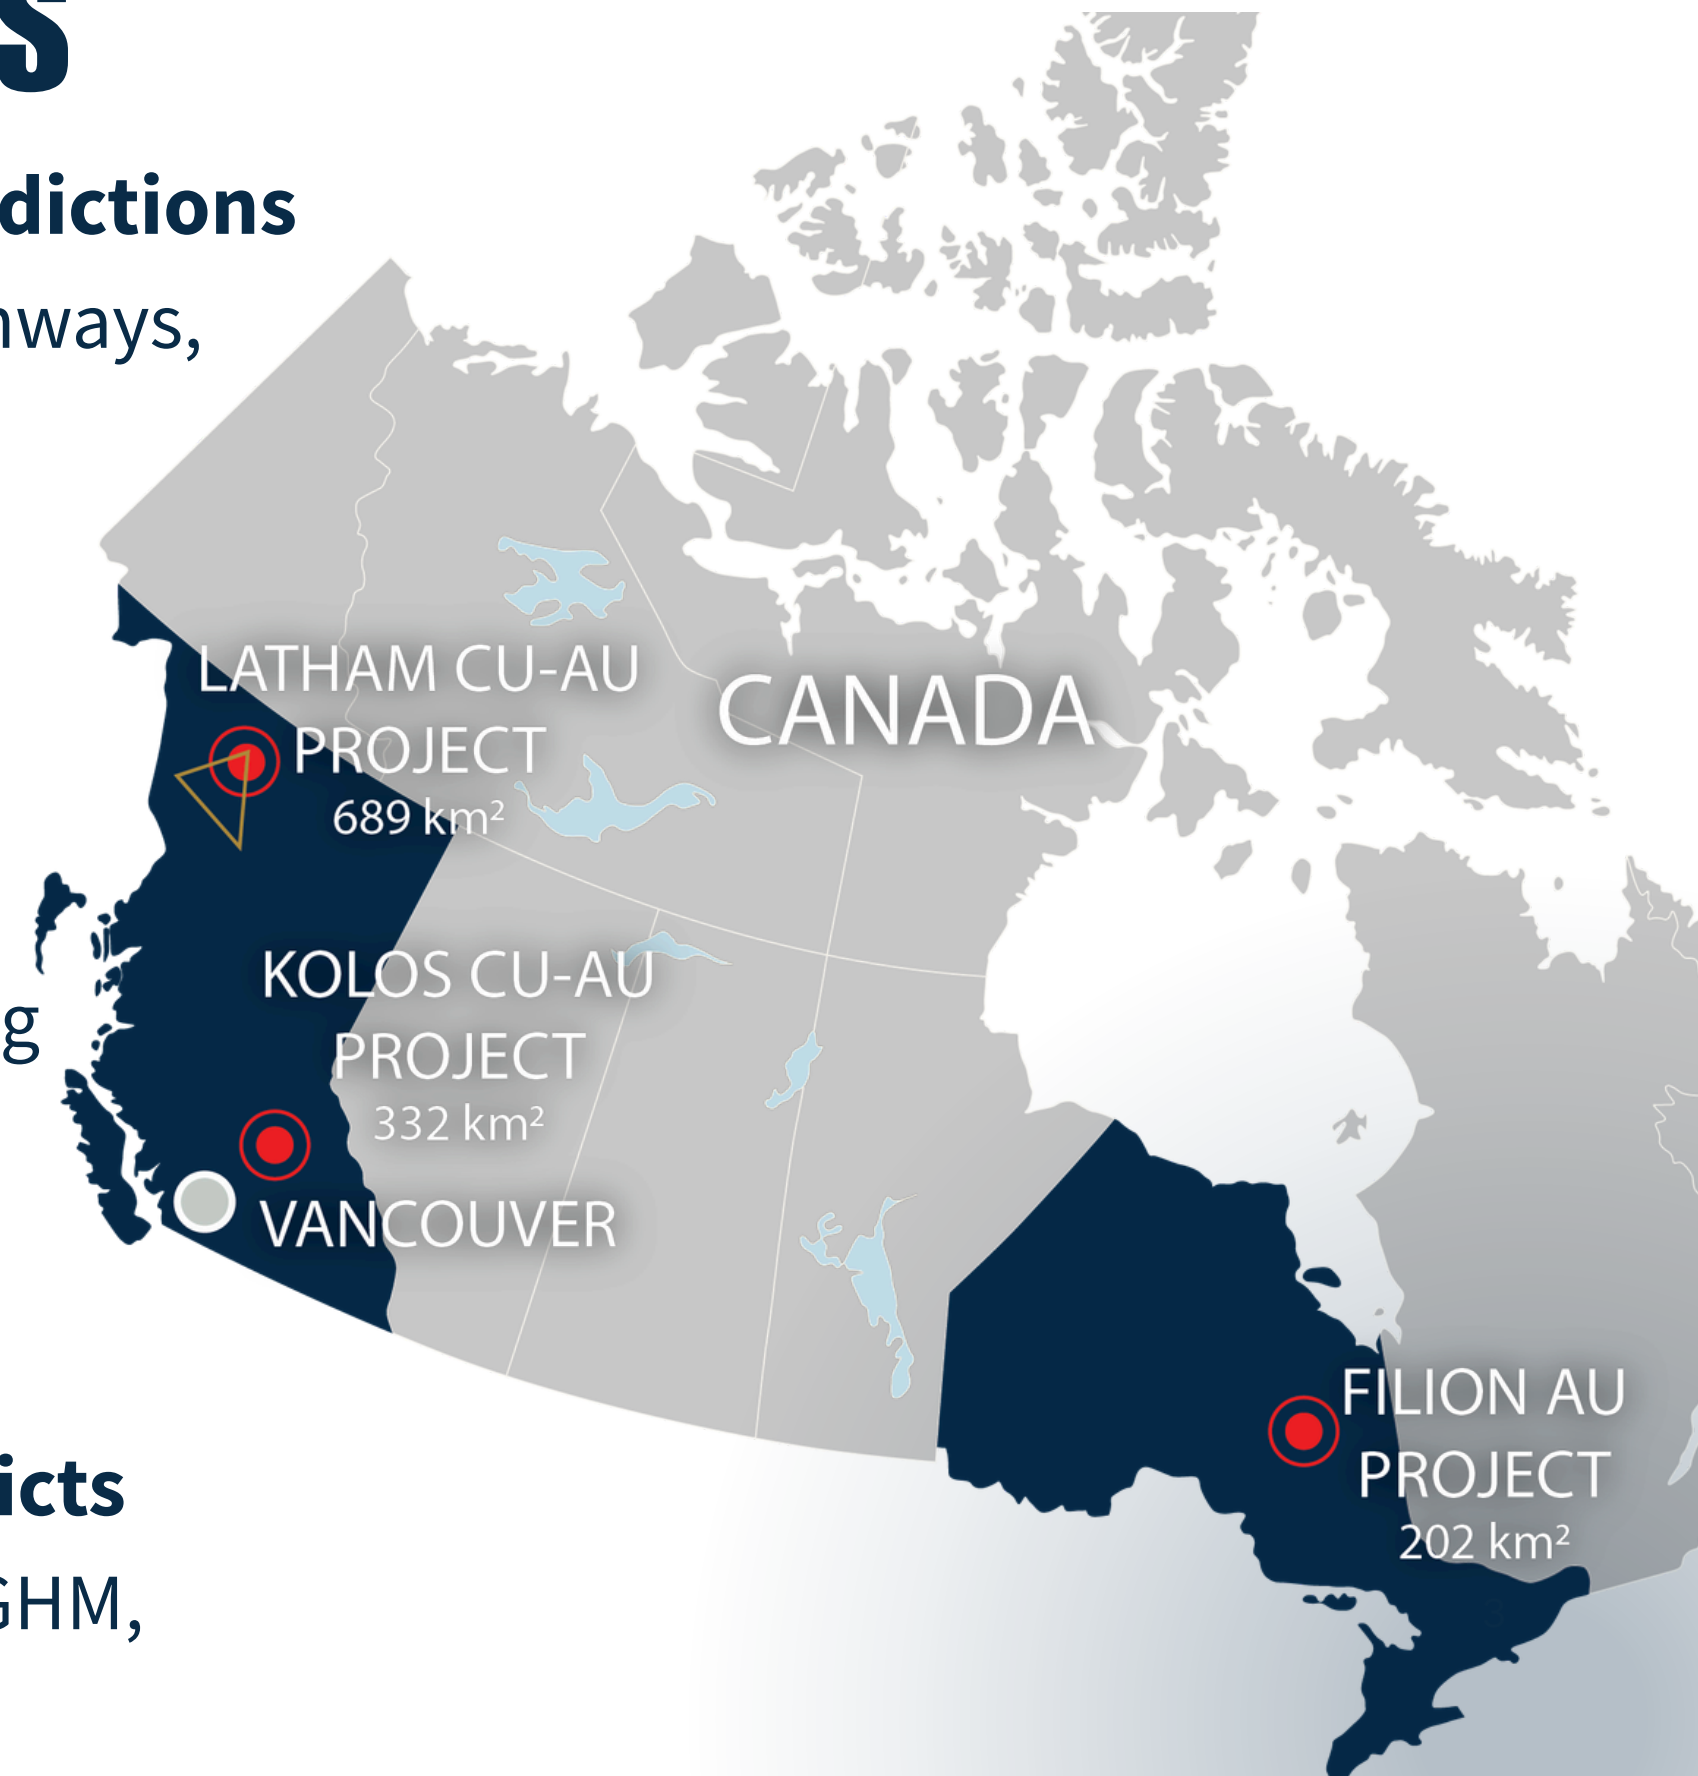 S
dictions
ways,
g
icts
GHM,
CANADA
LATHAM CU-AU
PROJECT
689 km²
KOLOS CU-AU
PROJECT
332 km²
VANCOUVER
FILION AU
PROJECT
202 km²
3